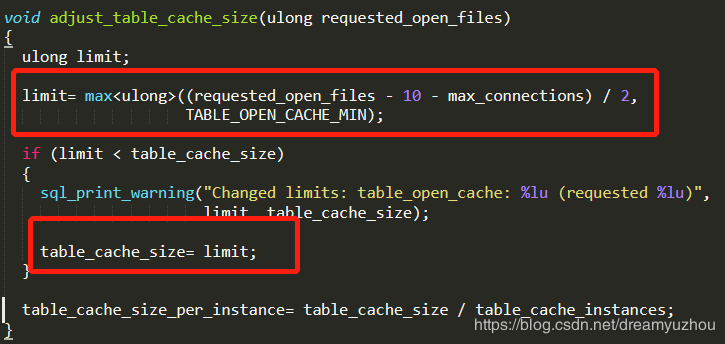 void adjust_table_cache_size(ulong requested_open_files)
{
ulong limit;
limit= max<ulong>((requested_open_files - 10 - max_connections) / 2,
TABLE_OPEN_CACHE_MIN);
if (limit < table_cache_size)
{
sql_print_warning("Changed limits: table_open_cache: %lu (requested %lu)",
limit, table_cache_size);
table_cache_size= limit;
}
table_cache_size_per_instance= table_cache_size / table_cache_instances;
}
https://blog.csdn.net/dreamyuzhou